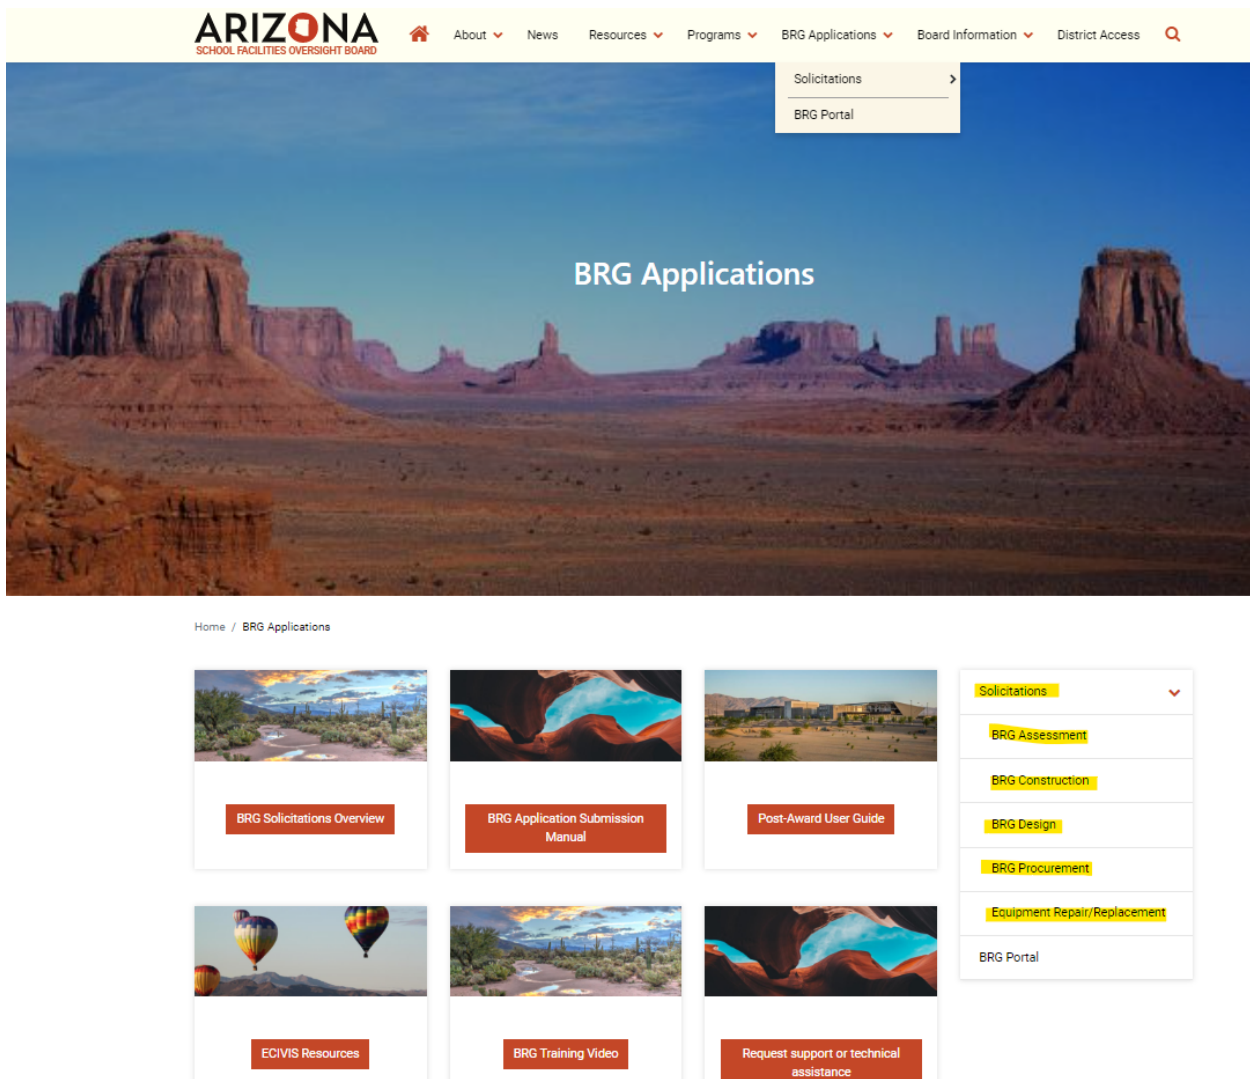 ARIZONA
SCHOOL FACILITIES OVERSIGHT BOARD
About
News
Resources
Programs
BRG Applications
Board Information
District Access
Solicitations
BRG Portal
BRG Applications
Home / BRG Applications
BRG Solicitations Overview
BRG Application Submission
Manual
Post-Award User Guide
ECIVIS Resources
BRG Training Video
Request support or technical
assistance
Solicitations
BRG Assessment
BRG Construction
BRG Design
BRG Procurement
Equipment Repair/Replacement
BRG Portal